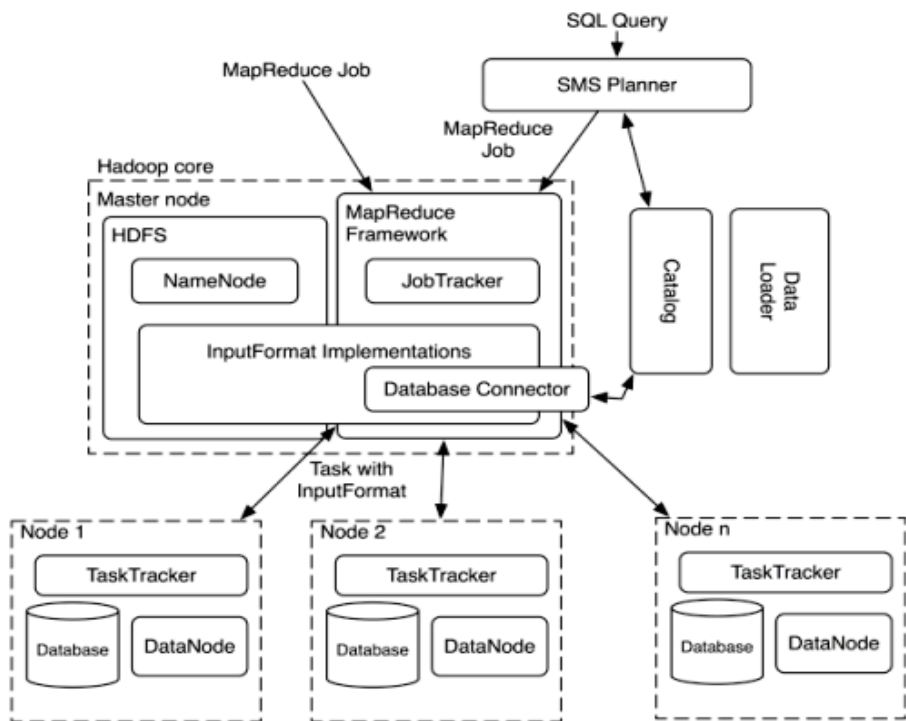 SQL Query
MapReduce Job
SMS Planner
MapReduce
Job
Hadoop core
Master node
HDFS
MapReduce
Framework
NameNode
JobTracker
Catalog
Data
Loader
InputFormat Implementations
Database Connector
Task with
InputFormat
Node 1
TaskTracker
Database
DataNode
Node 2
TaskTracker
Database
DataNode
Node n
TaskTracker
Database
DataNode